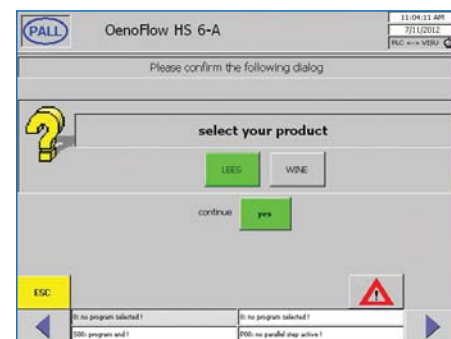 PALL
OenoFlow HS 6-A
11:04:11 AM
7/11/2012
PLC <--> VISU
Please confirm the following dialog
select your product
LEES
WINE
continue
yes
ESC
0: no program selected !
0: no program selected !
S00: program end !
P00: no parallel step active !